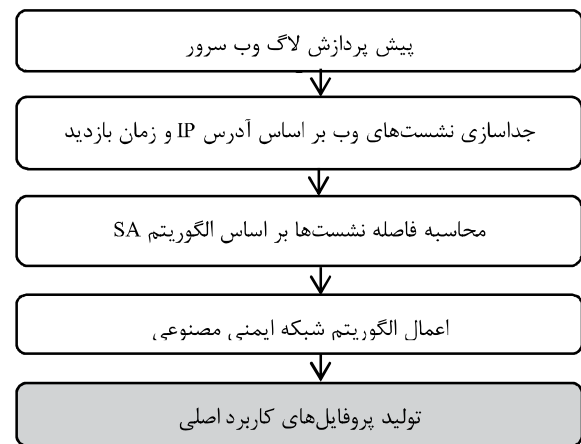 پیش پردازش لاگ وب سرور
جداسازی نشست‌های وب بر اساس آدرس IP و زمان بازدید
محاسبه فاصله نشست‌ها بر اساس الگوریتم SA
اعمال الگوریتم شبکه ایمنی مصنوعی
تولید پروفایل‌های کاربرد اصلی